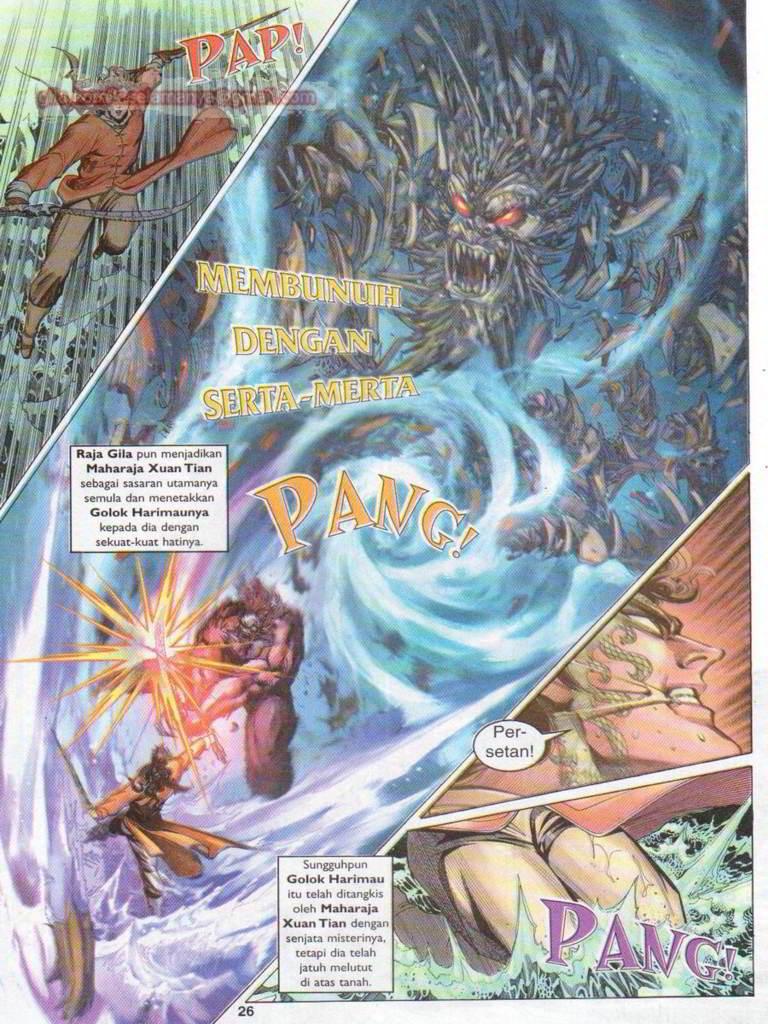 PAP!
MEMBUNUH
DENGAN
SERTA-MERTA
Raja Gila pun menjadikan
Maharaja Xuan Tian
sebagai sasaran utamanya
semula dan menetakkan
Golok Harimaunya
kepada dia dengan
sekuat-kuat hatinya.
PANG!
Per-
setan!
Sungguhpun
Golok Harimau
itu telah ditangkis
oleh Maharaja
Xuan Tian dengan
senjata misterinya,
tetapi dia telah
jatuh melutut
di atas tanah.
PANG!
26